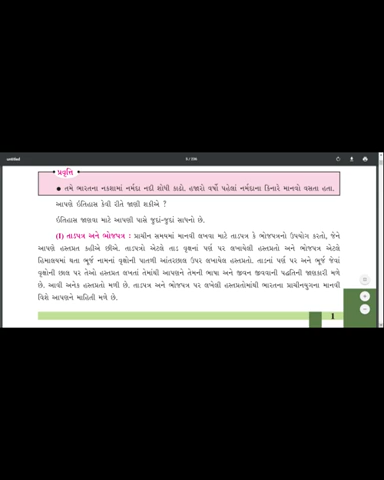 untitled
પ્રવૃત્તિ
● તમે ભારતના નકશામાં નર્મદા નદી શોધી કાઢો. હજારો વર્ષો પહેલાં નર્મદાના કિનારે માનવો વસતા હતા.
આપણે ઇતિહાસ કેવી રીતે જાણી શકીએ ?
ઇતિહાસ જાણવા માટે આપણી પાસે જુદાં-જુદાં સાધનો છે.
(1) તાડપત્ર અને ભોજપત્ર : પ્રાચીન સમયમાં માનવી લખવા માટે તાડપત્ર કે ભોજપત્રનો ઉપયોગ કરતો, જેને
આપણે હસ્તપ્રત કહીએ છીએ. તાડપત્રો એટલે તાડ વૃક્ષનાં પર્ણ પર લખાયેલી હસ્તપ્રતો અને ભોજપત્ર એટલે
હિમાલયમાં થતા ભૂર્જ નામનાં વૃક્ષોની પાતળી આંતરછાલ ઉપર લખાયેલ હસ્તપ્રતો. તાડનાં પર્ણ પર અને ભૂર્જ જેવાં
વૃક્ષોની છાલ પર તેઓ હસ્તપ્રત લખતાં તેમાંથી આપણને તેમની ભાષા અને જીવન જીવવાની પદ્ધતિની જાણકારી મળે
છે. આવી અનેક હસ્તપ્રતો મળી છે. તાડપત્ર અને ભોજપત્ર પર લખેલી હસ્તપ્રતોમાંથી ભારતના પ્રાચીનયુગના માનવી
વિશે આપણને માહિતી મળે છે.
1